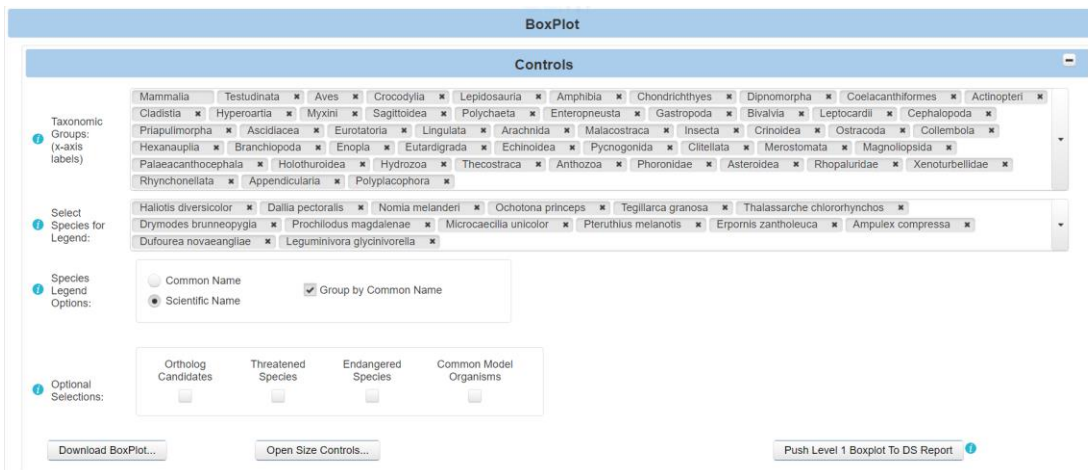 BoxPlot
Controls
Taxonomic Groups: (x-axis labels)
Mammalia Testudinata Aves Crocodylia Lepidosauria Amphibia Chondrichthyes Dipnomorpha Coelacanthiformes Actinopteri
Cladistia Hyperoartia Myxini Sagittoidea Polychaeta Enteropneusta Gastropoda Bivalvia Leptocardii Cephalopoda
Priapulimorpha Ascidiacea Eurotatoria Lingulata Arachnida Malacostraca Insecta Crinoidea Ostracoda Collembola
Hexanauplia Branchiopoda Enopla Eutardigrada Echinoidea Pycnogonida Clitellata Merostomata Magnoliopsida
Palaeacanthocephala Holothuroidea Hydrozoa Thecostraca Anthozoa Phoronidae Asteroidea Rhopaluridae Xenoturbellidae
Rhynchonellata Appendicularia Polyplacophora
Select Species for Legend:
Haliotis diversicolor Dallia pectoralis Nomia melanderi Ochotona princeps Tegillarca granosa Thalassarche chlororhynchos
Drymodes brunneopygia Prochilodus magdalenae Microcaecilia unicolor Pteruthius melanotis Erpornis zantholeuca Ampulex compressa
Dufourea novaeangliae Leguminivora glycinivorella
Species Legend Options:
Common Name
Scientific Name
Group by Common Name
Optional Selections:
Ortholog Candidates
Threatened Species
Endangered Species
Common Model Organisms
Download BoxPlot... Open Size Controls... Push Level 1 Boxplot To DS Report